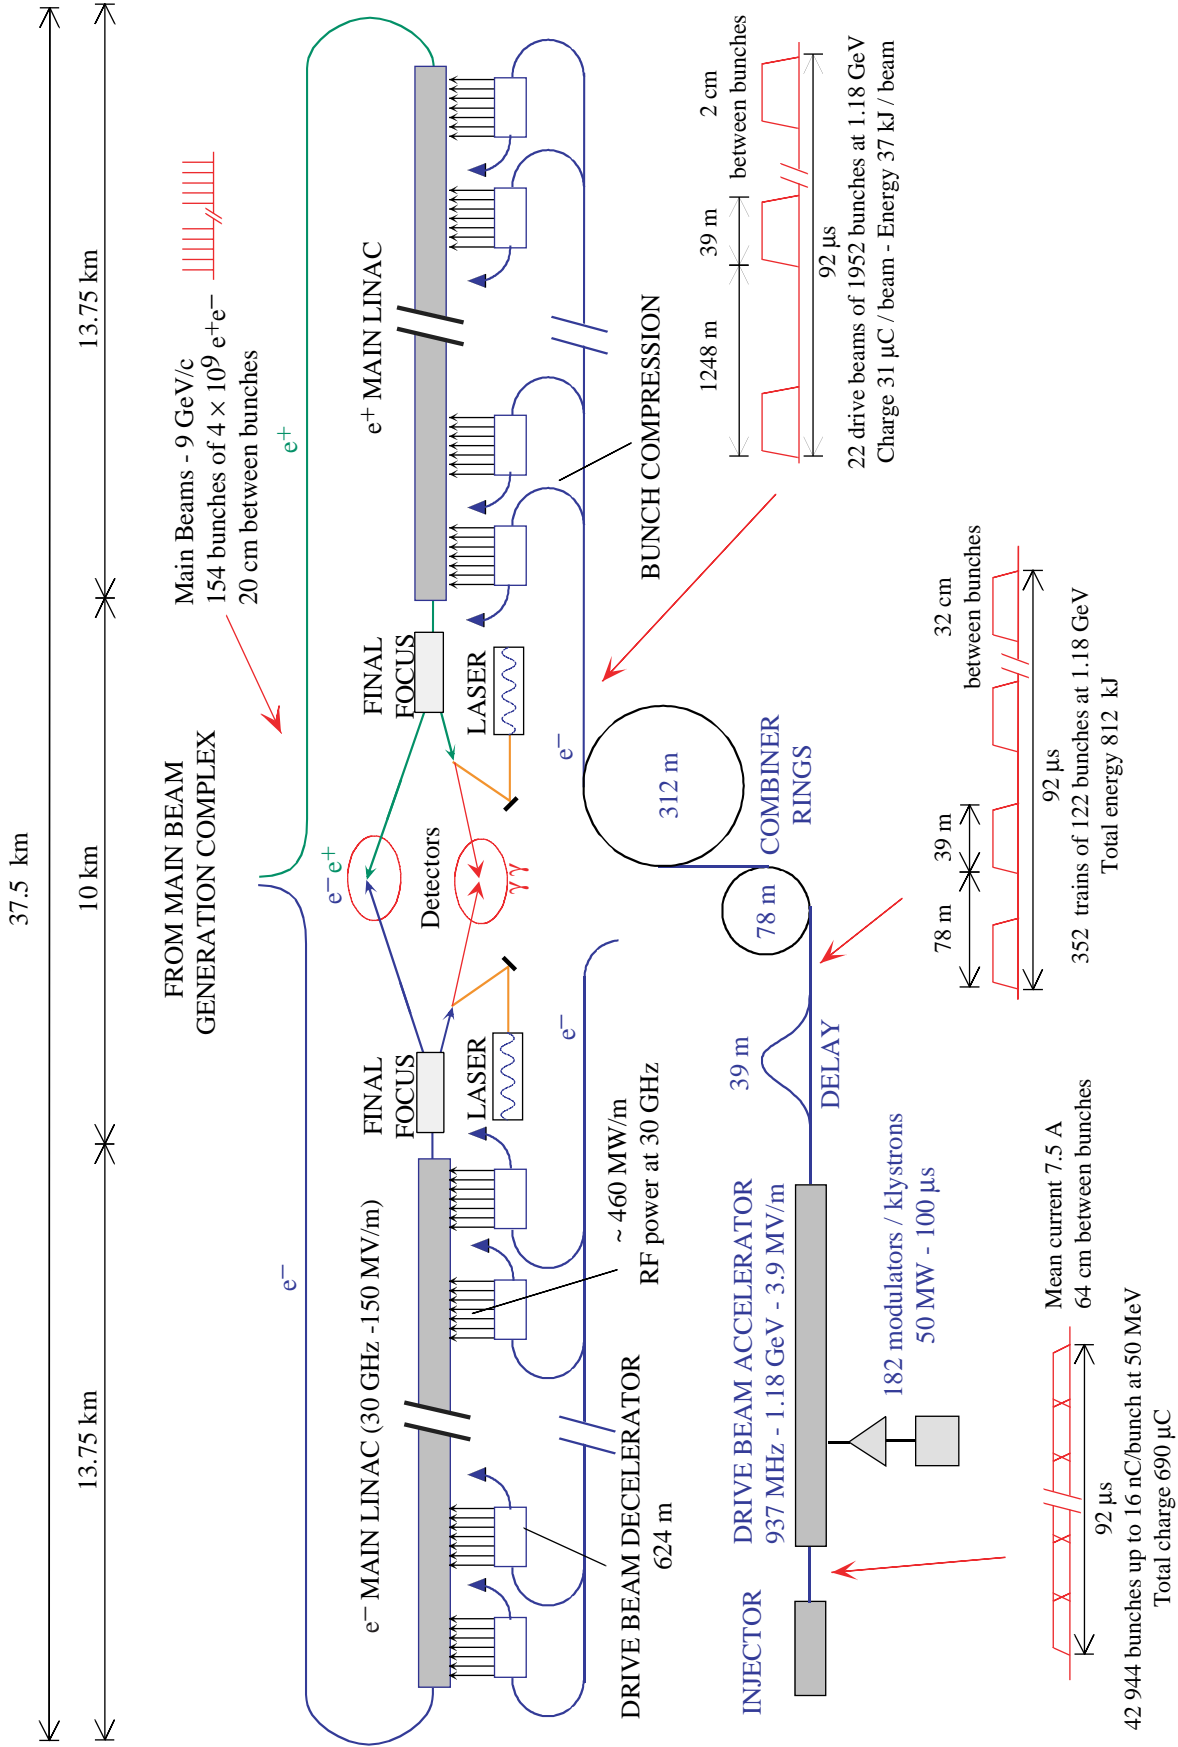 37.5 km
13.75 km
10 km
13.75 km
FROM MAIN BEAM
GENERATION COMPLEX
Main Beams - 9 GeV/c
154 bunches of 4 × 10⁹ e⁺e⁻
20 cm between bunches
e⁻
e⁺
e⁻ MAIN LINAC (30 GHz -150 MV/m)
FINAL
FOCUS
e⁻ e⁺
FINAL
FOCUS
e⁺ MAIN LINAC
Detectors
LASER
γγ
LASER
e⁻
e⁻
DRIVE BEAM DECELERATOR
624 m
~ 460 MW/m
RF power at 30 GHz
BUNCH COMPRESSION
312 m
COMBINER
RINGS
78 m
39 m
DELAY
INJECTOR
DRIVE BEAM ACCELERATOR
937 MHz - 1.18 GeV - 3.9 MV/m
182 modulators / klystrons
50 MW - 100 µs
1248 m
39 m
2 cm
between bunches
92 µs
22 drive beams of 1952 bunches at 1.18 GeV
Charge 31 µC / beam - Energy 37 kJ / beam
78 m
39 m
32 cm
between bunches
92 µs
352 trains of 122 bunches at 1.18 GeV
Total energy 812 kJ
Mean current 7.5 A
64 cm between bunches
92 µs
42 944 bunches up to 16 nC/bunch at 50 MeV
Total charge 690 µC